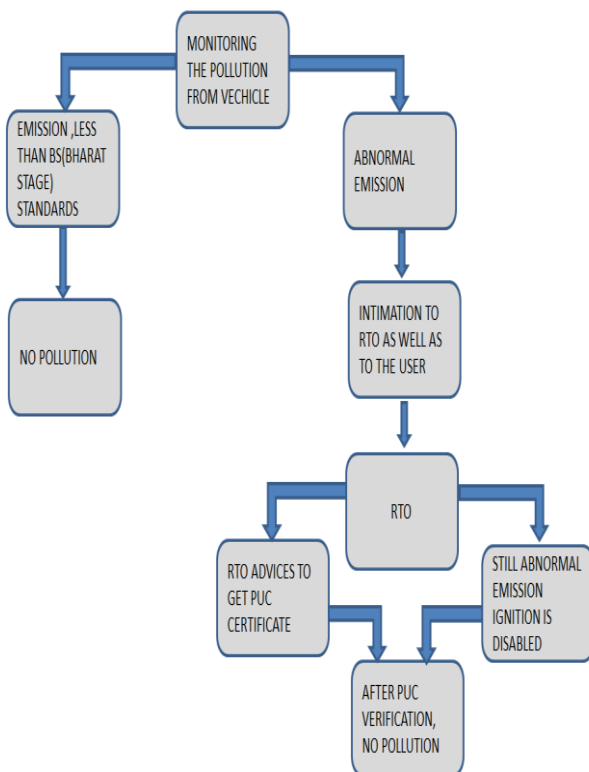 MONITORING
THE POLLUTION
FROM VECHICLE
EMISSION ,LESS
THAN BS(BHARAT
STAGE)
STANDARDS
ABNORMAL
EMISSION
NO POLLUTION
INTIMATION TO
RTO AS WELL AS
TO THE USER
RTO
RTO ADVICES TO
GET PUC
CERTIFICATE
STILL ABNORMAL
EMISSION
IGNITION IS
DISABLED
AFTER PUC
VERIFICATION,
NO POLLUTION